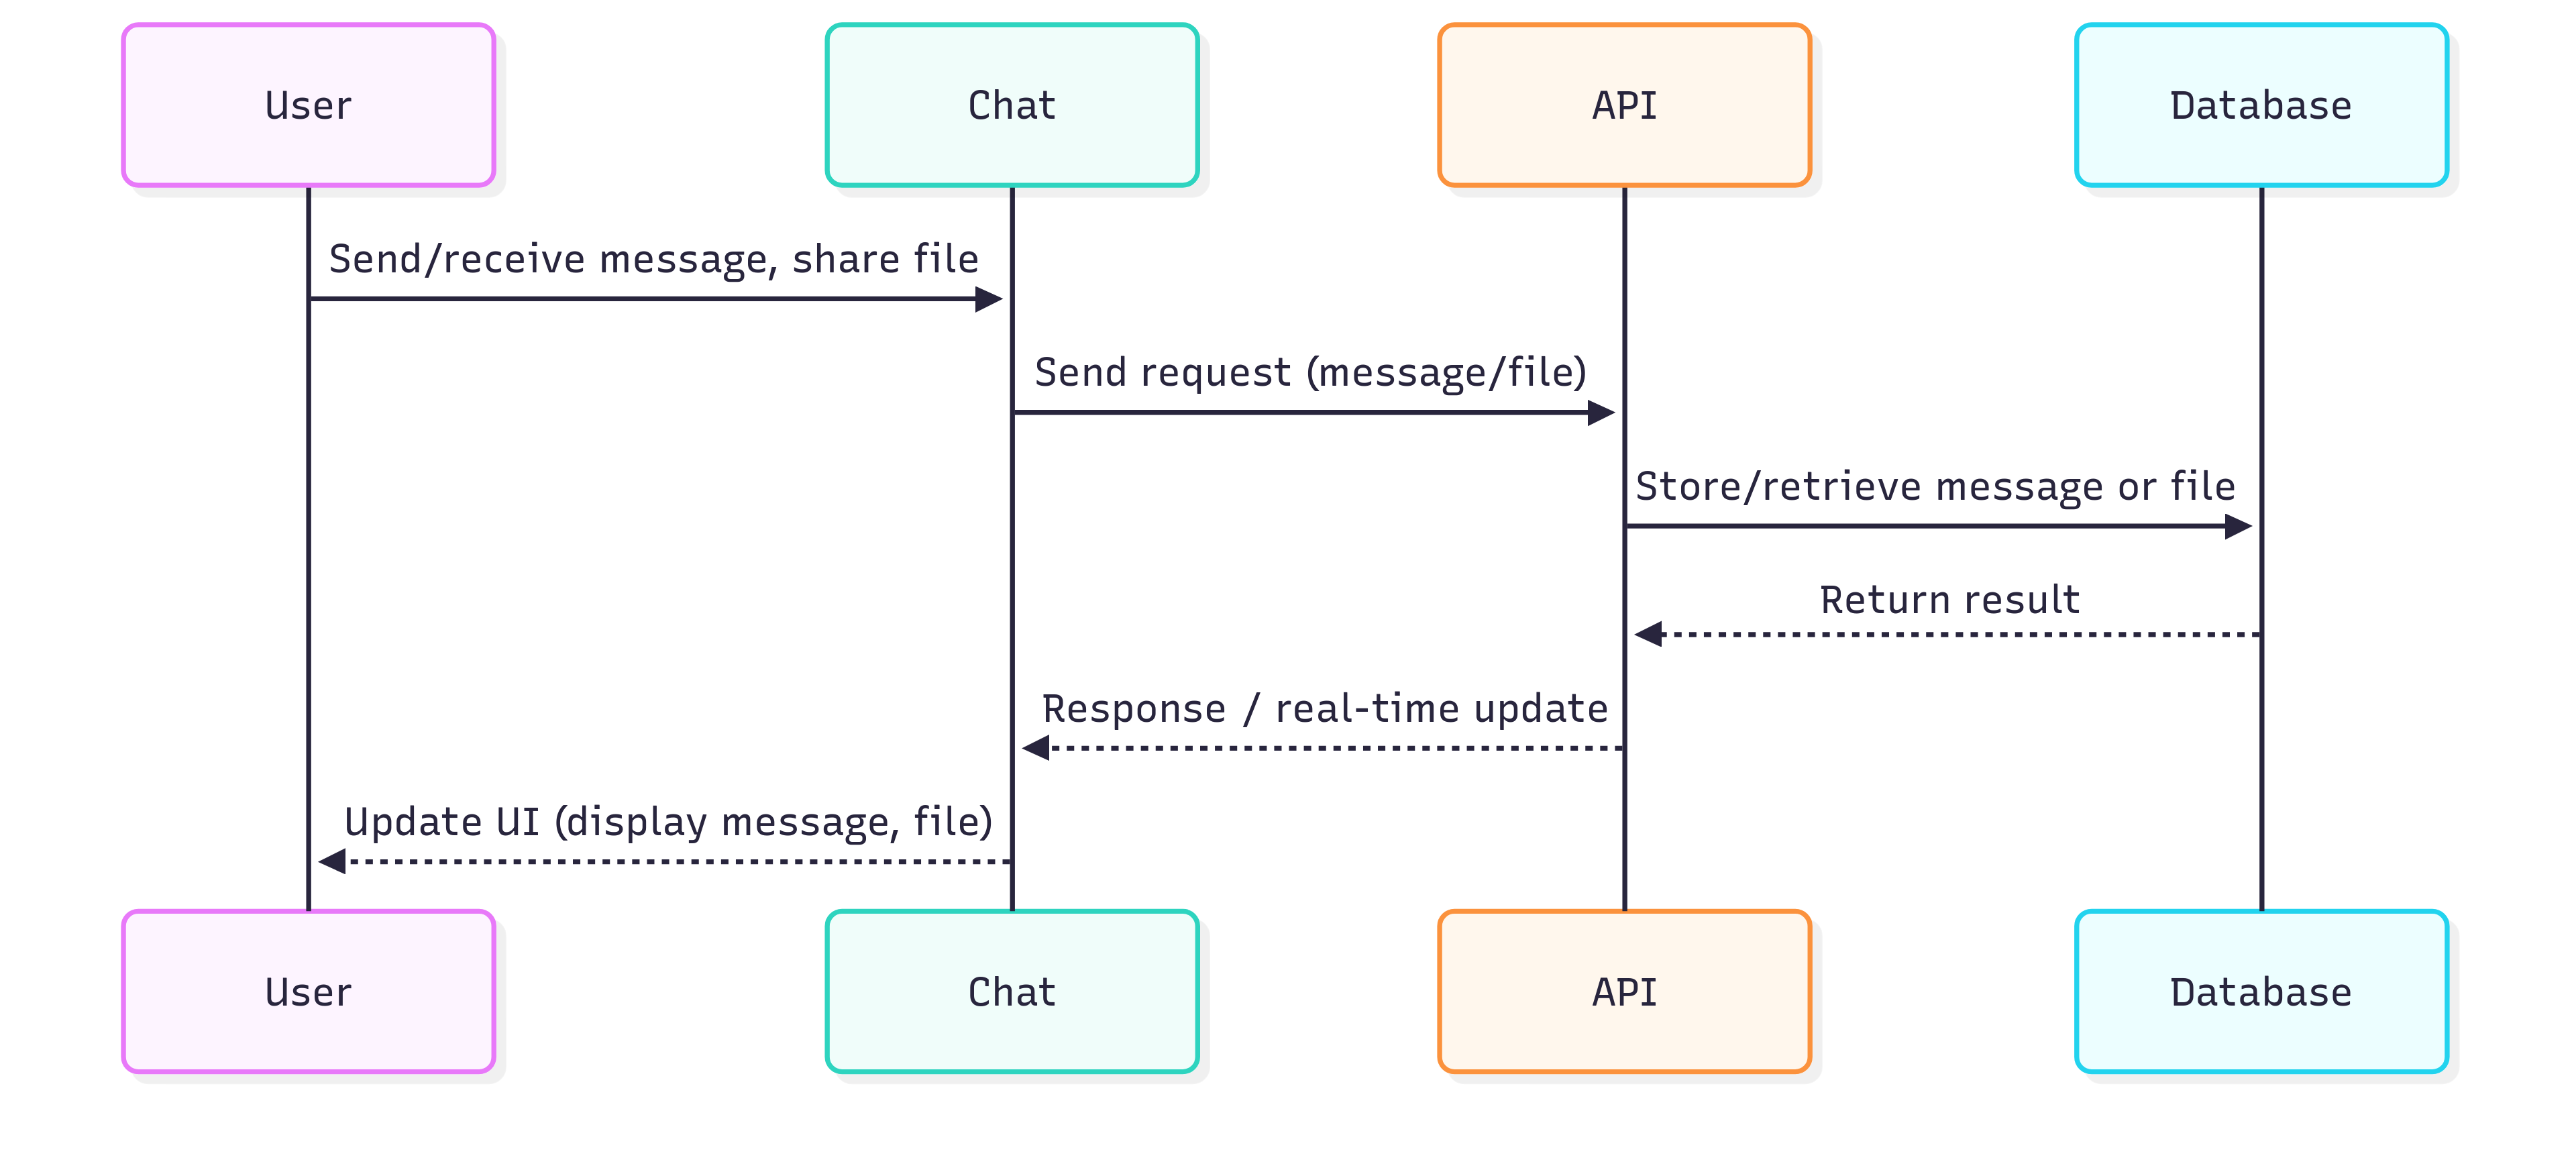 User
Chat
API
Database
Send/receive message, share file
Send request (message/file)
Store/retrieve message or file
Return result
Response / real-time update
Update UI (display message, file)
User
Chat
API
Database